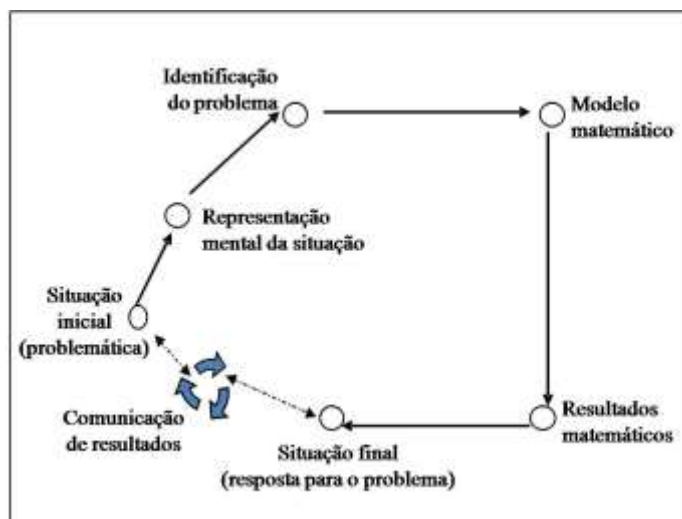 Identificação
do problema
Modelo
matemático
Representação
mental da situação
Situação
inicial
(problemática)
Comunicação
de resultados
Situação final
(resposta para o problema)
Resultados
matemáticos